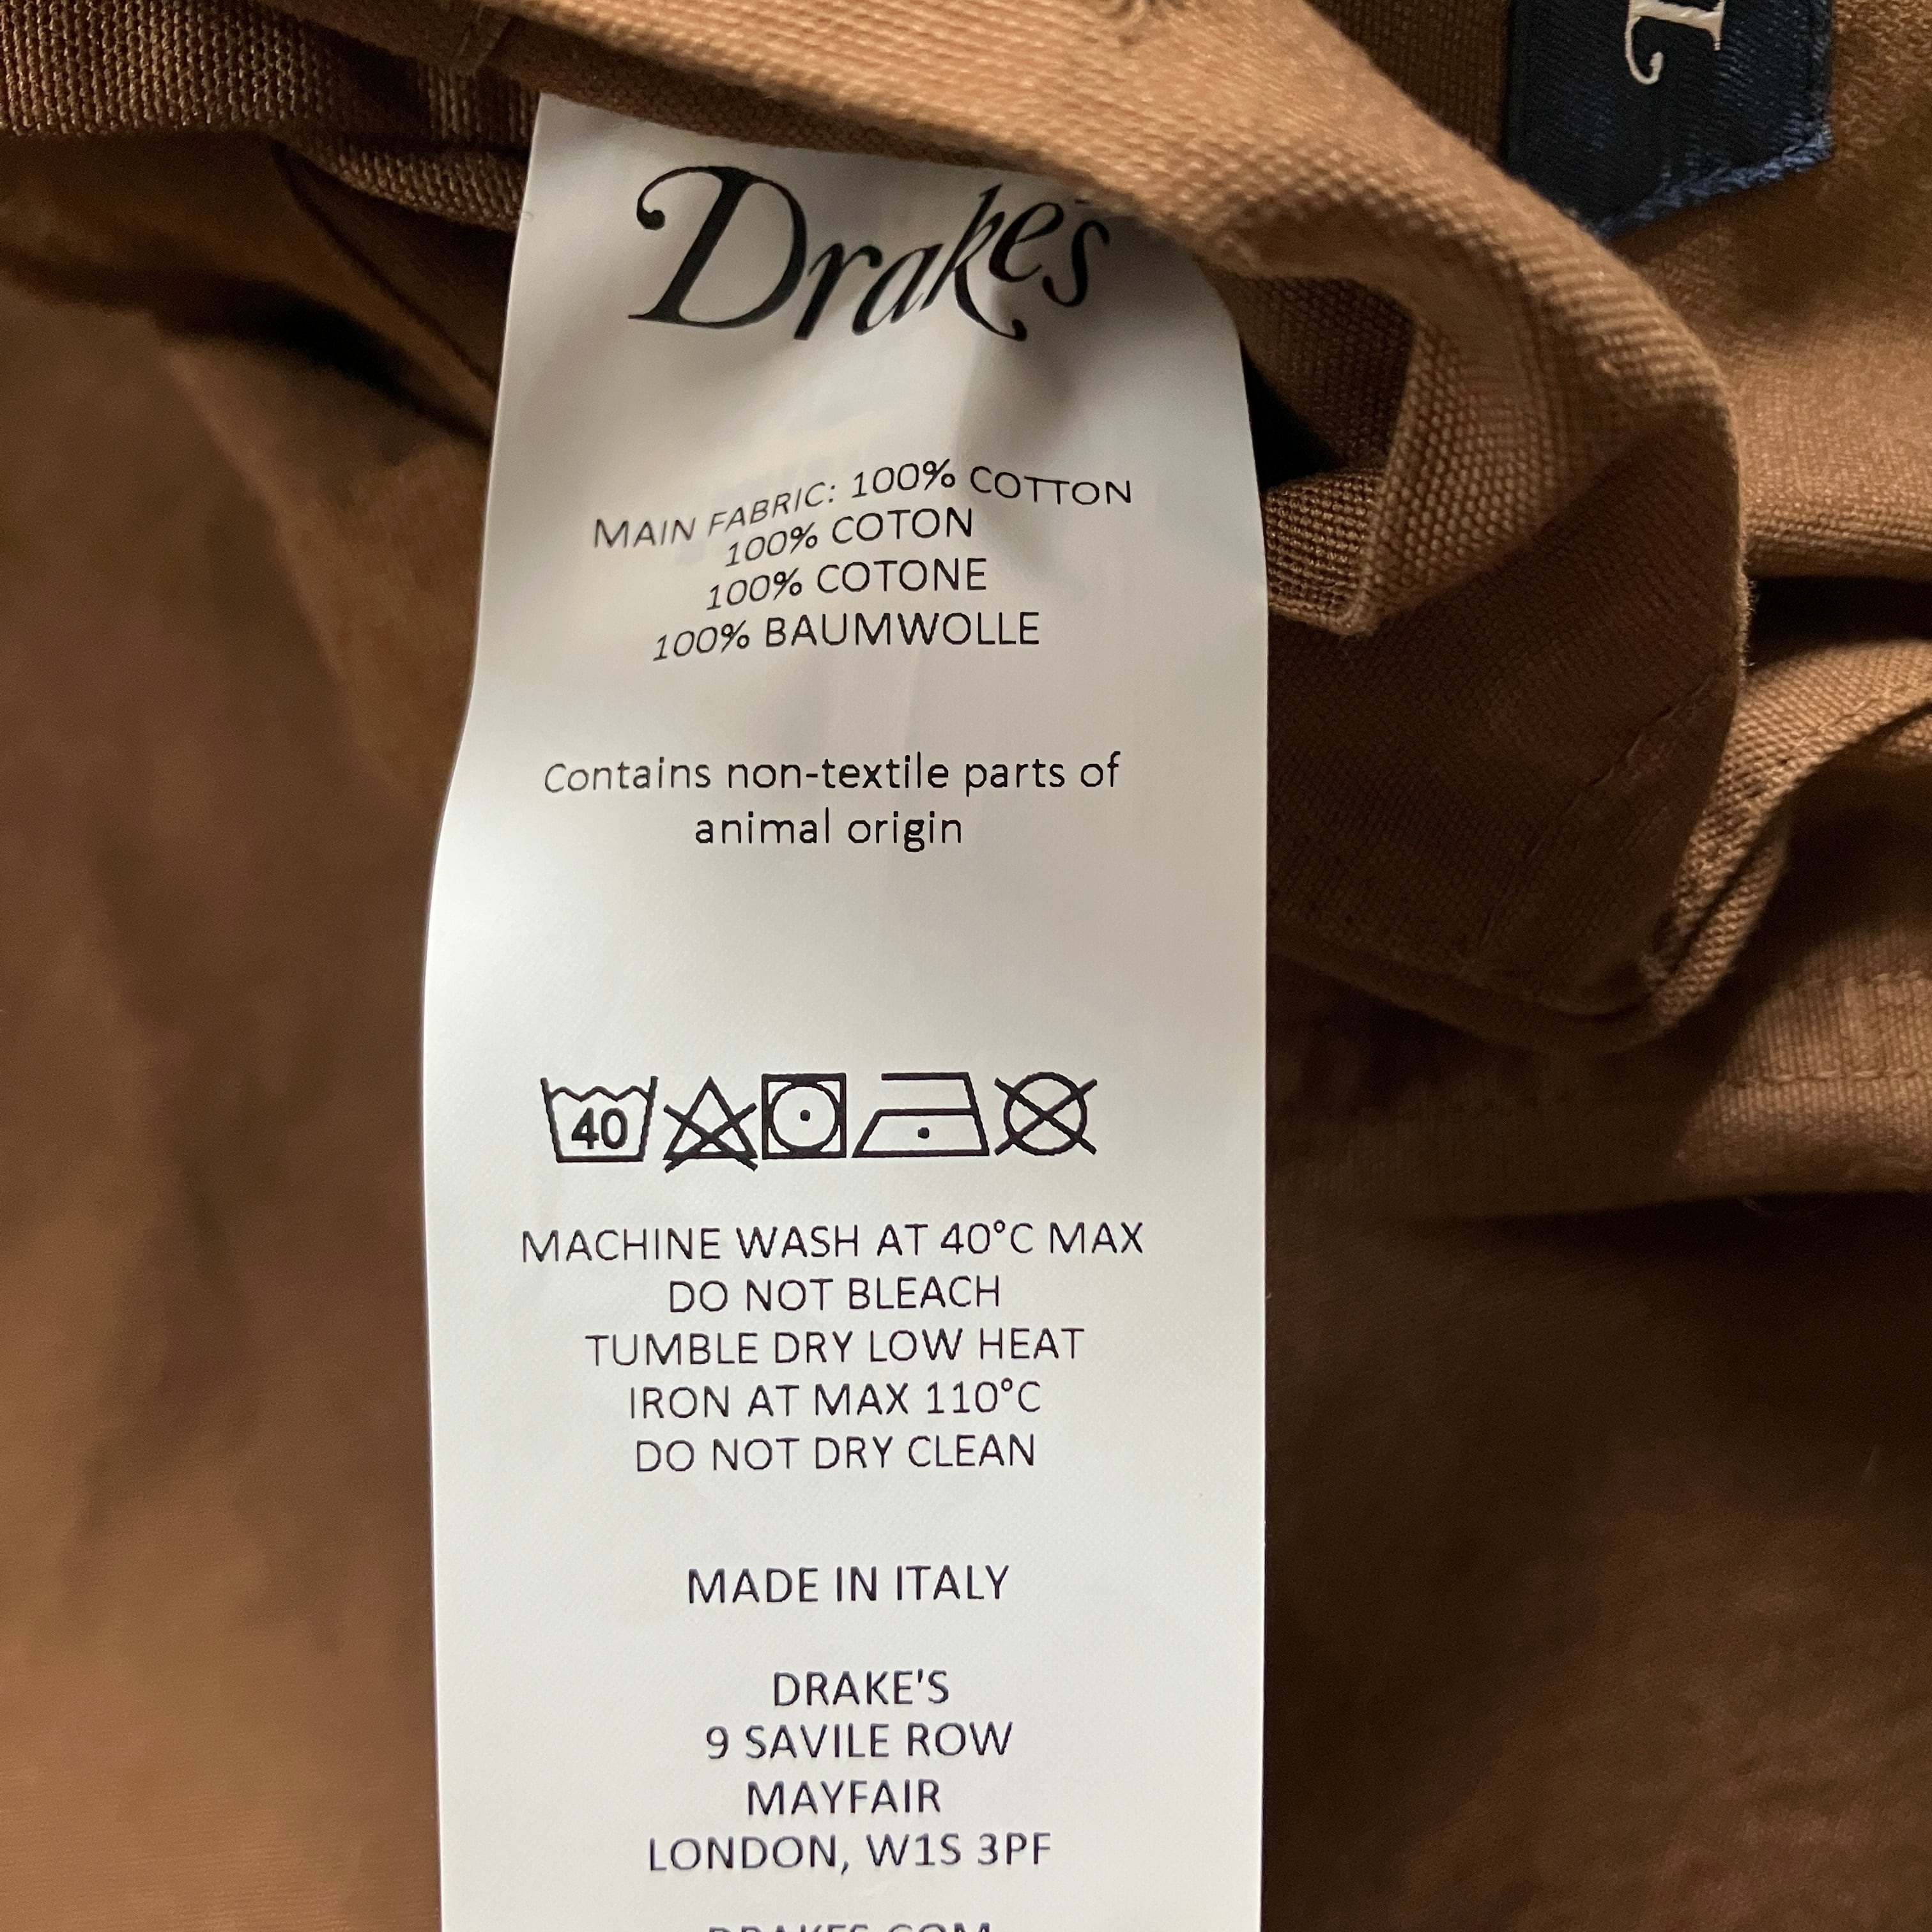 Drake's
MAIN FABRIC: 100% COTTON
100% COTON
100% COTONE
100% BAUMWOLLE
Contains non-textile parts of
animal origin
40
MACHINE WASH AT 40°C MAX
DO NOT BLEACH
TUMBLE DRY LOW HEAT
IRON AT MAX 110°C
DO NOT DRY CLEAN
MADE IN ITALY
DRAKE'S
9 SAVILE ROW
MAYFAIR
LONDON, W1S 3PF
DRAKES.COM